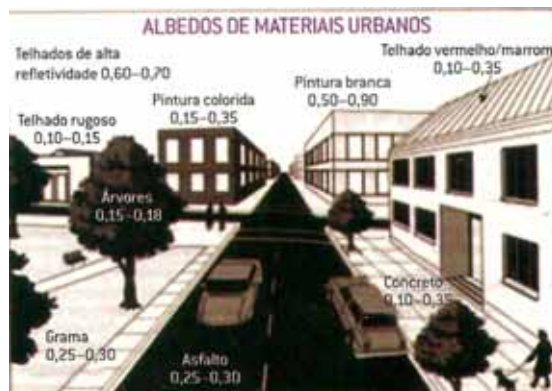 ALBEDOS DE MATERIAIS URBANOS
Telhados de alta
refletividade 0,60–0,70
Telhado vermelho/marrom
0,10–0,35
Pintura colorida
0,15–0,35
Pintura branca
0,50–0,90
Telhado rugoso
0,10–0,15
Árvores
0,15–0,18
Concreto
0,10–0,35
Grama
0,25–0,30
Asfalto
0,25–0,30